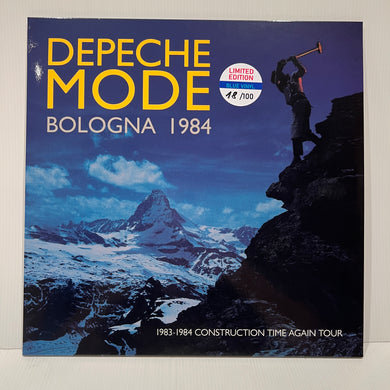 DEPECHE
MODE
BOLOGNA 1984
LIMITED
EDITION
BLUE VINYL
18/100
1983-1984 CONSTRUCTION TIME AGAIN TOUR